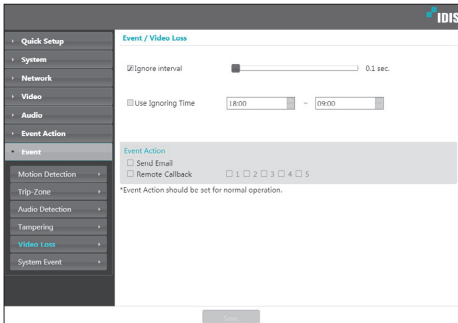 IDIS
Quick Setup
System
Network
Video
Audio
Event Action
Event
Motion Detection
Trip-Zone
Audio Detection
Tampering
Video Loss
System Event
Event / Video Loss
Ignore interval 0.1 sec.
Use Ignoring Time 18:00 ~ 09:00
Event Action
Send Email
Remote Callback 1 2 3 4 5
*Event Action should be set for normal operation.
Save